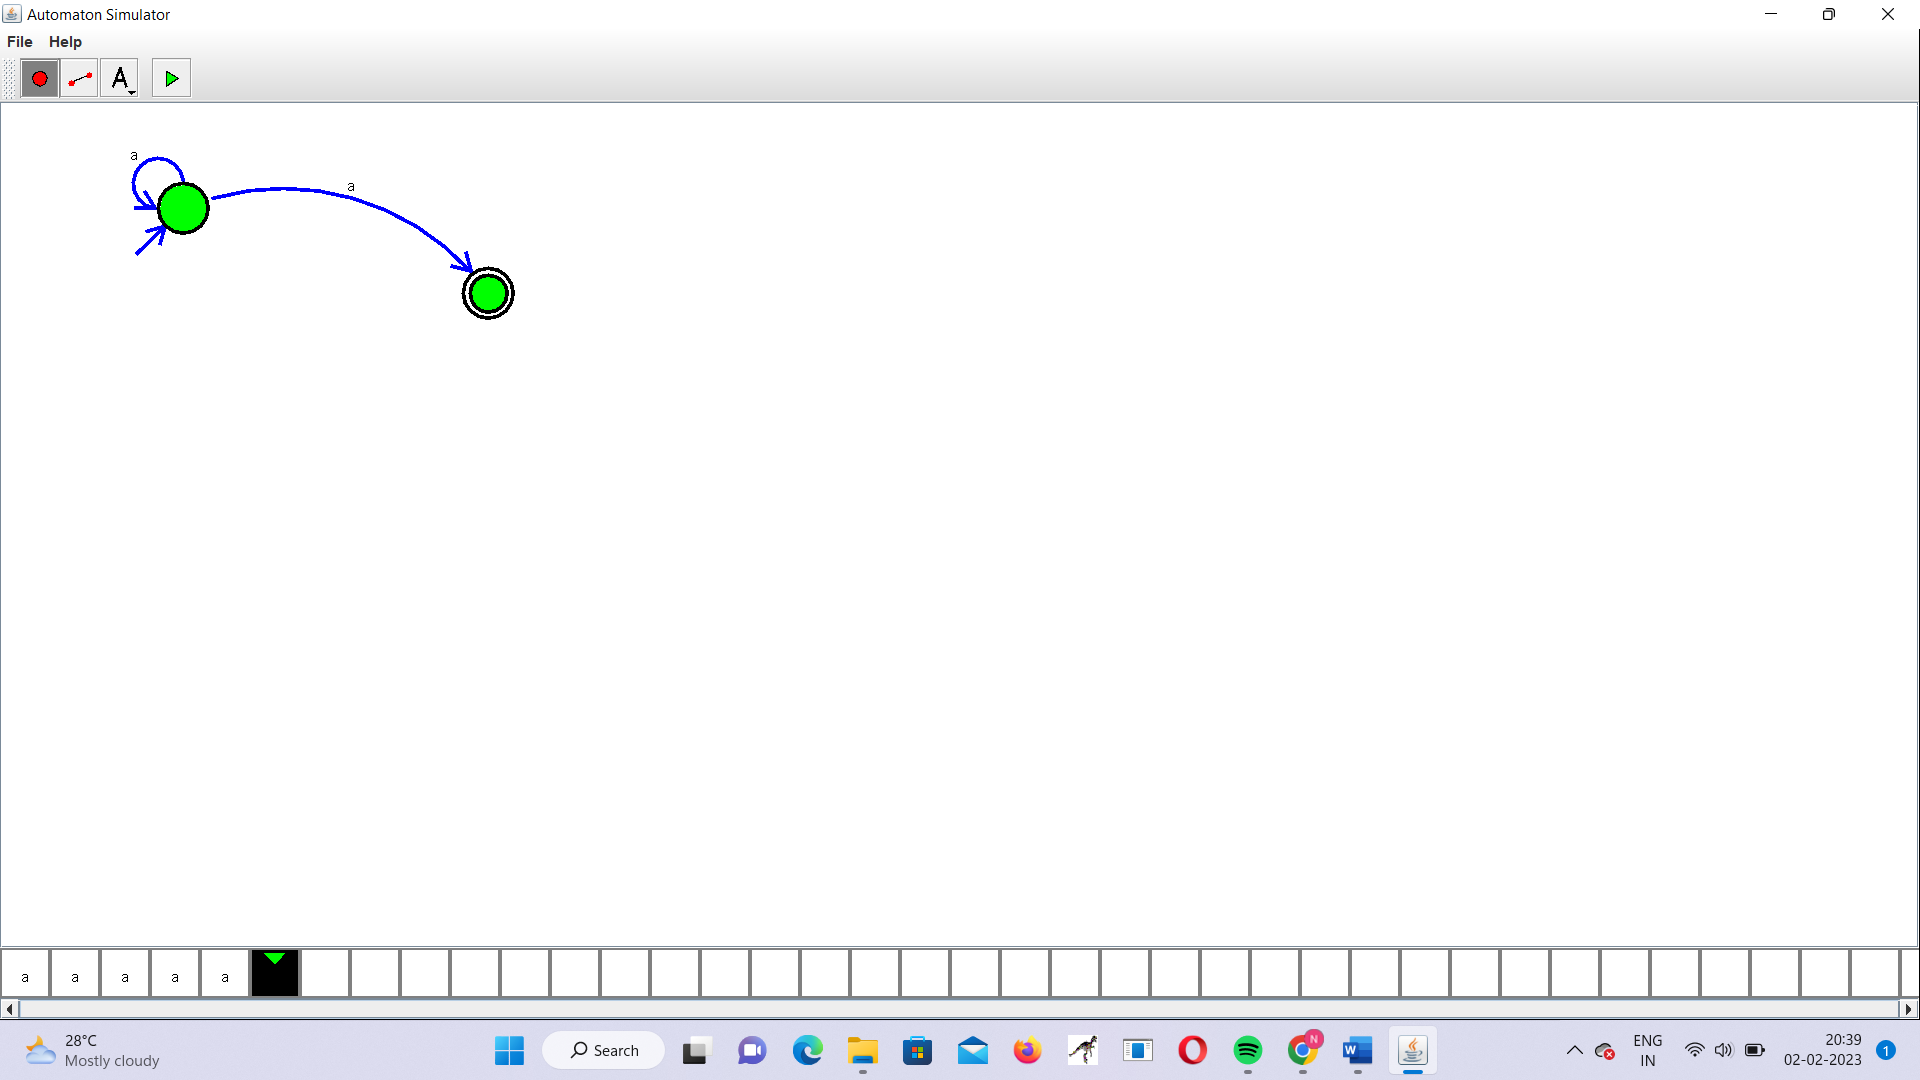 Automaton Simulator
File Help
A
a
a
a a a a a
28°C
Mostly cloudy
Search
N
W
ENG
IN
20:39
02-02-2023
1